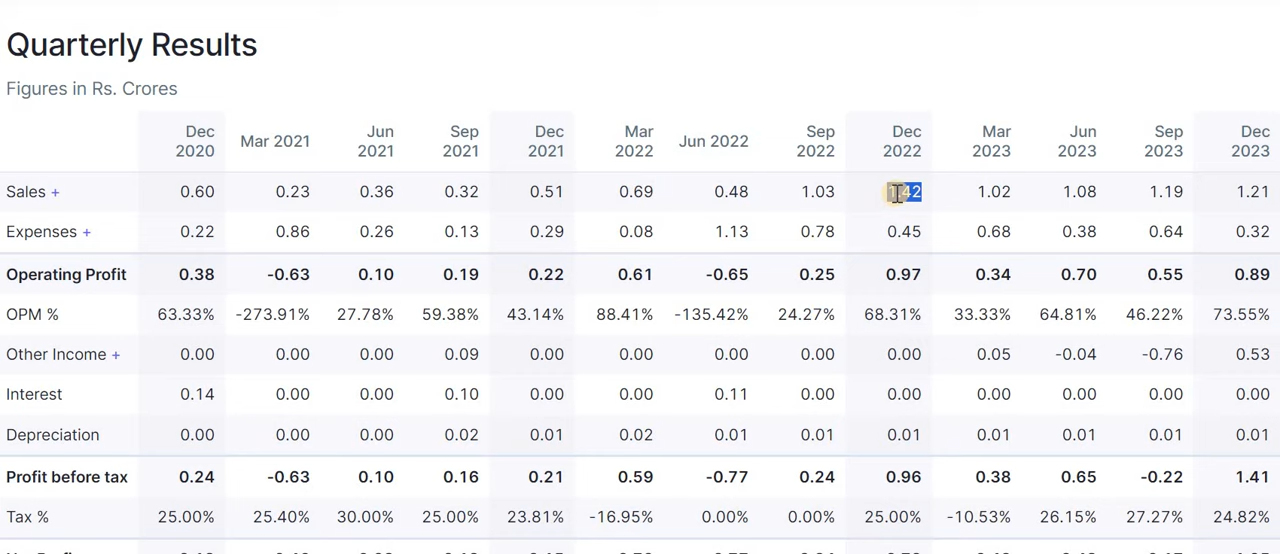 Quarterly Results
Figures in Rs. Crores
Dec 2020 Mar 2021 Jun 2021 Sep 2021 Dec 2021 Mar 2022 Jun 2022 Sep 2022 Dec 2022 Mar 2023 Jun 2023 Sep 2023 Dec 2023
Sales + 0.60 0.23 0.36 0.32 0.51 0.69 0.48 1.03 1.42 1.02 1.08 1.19 1.21
Expenses + 0.22 0.86 0.26 0.13 0.29 0.08 1.13 0.78 0.45 0.68 0.38 0.64 0.32
Operating Profit 0.38 -0.63 0.10 0.19 0.22 0.61 -0.65 0.25 0.97 0.34 0.70 0.55 0.89
OPM % 63.33% -273.91% 27.78% 59.38% 43.14% 88.41% -135.42% 24.27% 68.31% 33.33% 64.81% 46.22% 73.55%
Other Income + 0.00 0.00 0.00 0.09 0.00 0.00 0.00 0.00 0.00 0.05 -0.04 -0.76 0.53
Interest 0.14 0.00 0.00 0.10 0.00 0.00 0.11 0.00 0.00 0.00 0.00 0.00 0.00
Depreciation 0.00 0.00 0.00 0.02 0.01 0.02 0.01 0.01 0.01 0.01 0.01 0.01 0.01
Profit before tax 0.24 -0.63 0.10 0.16 0.21 0.59 -0.77 0.24 0.96 0.38 0.65 -0.22 1.41
Tax % 25.00% 25.40% 30.00% 25.00% 23.81% -16.95% 0.00% 0.00% 25.00% -10.53% 26.15% 27.27% 24.82%